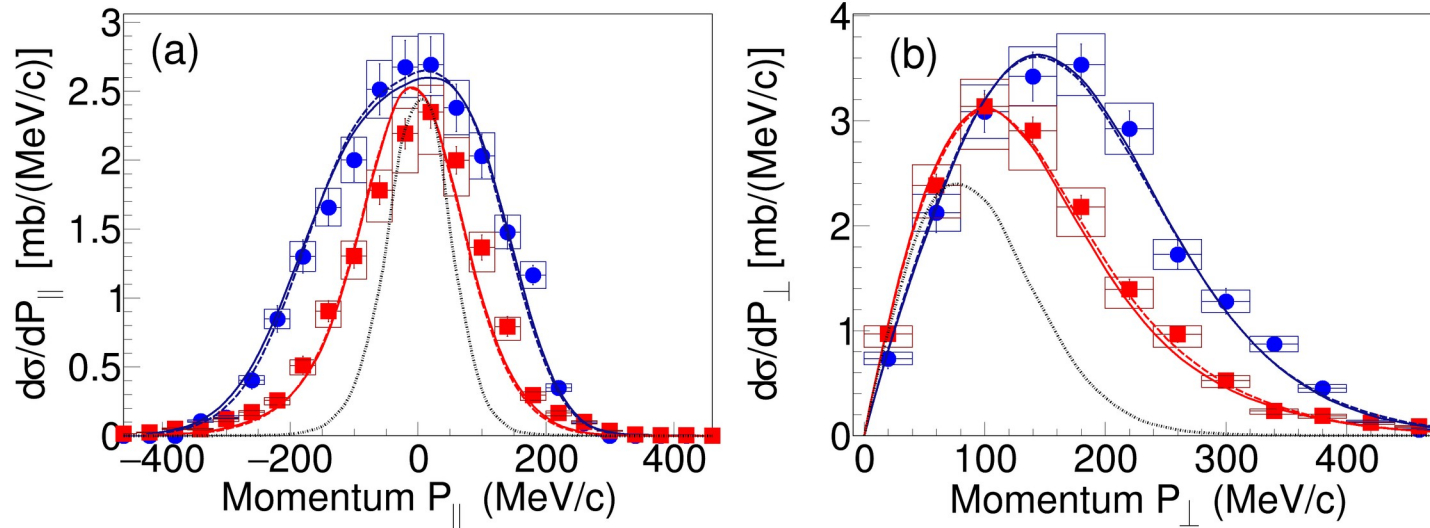 (a)
dσ/dP∥ [mb/(MeV/c)]
3
2.5
2
1.5
1
0.5
0
−400 −200 0 200 400
Momentum P∥ (MeV/c)
(b)
dσ/dP⊥ [mb/(MeV/c)]
4
3
2
1
0
0 100 200 300 400
Momentum P⊥ (MeV/c)